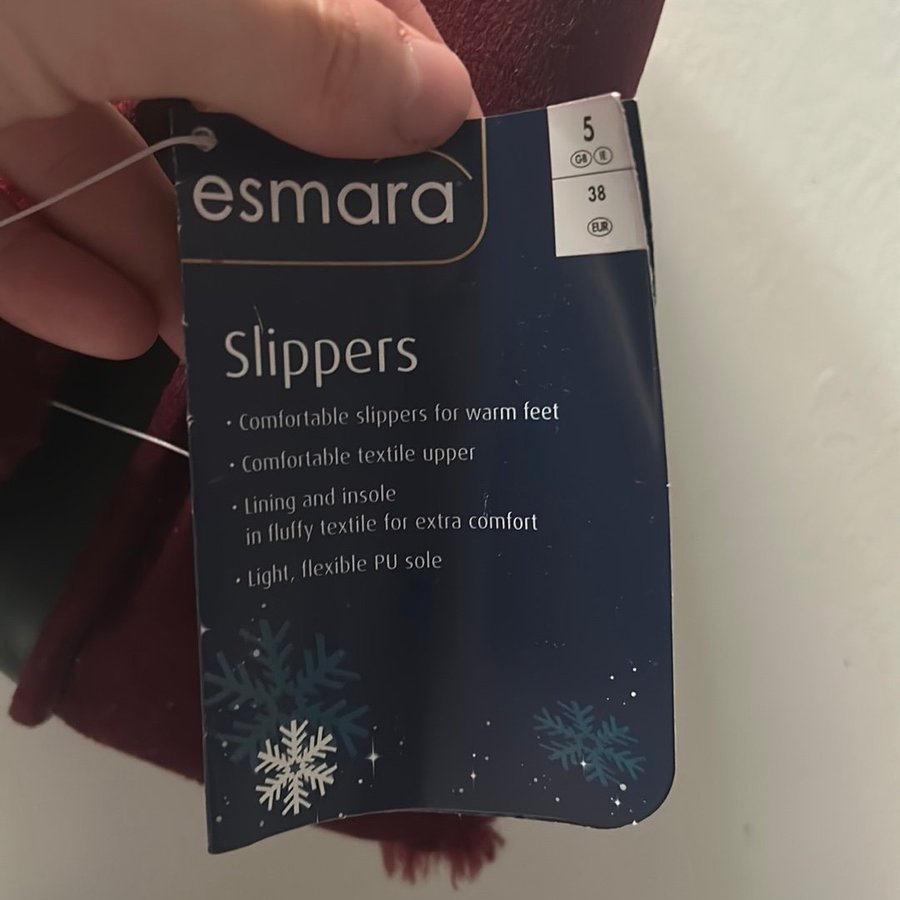 esmara
5
GB IE
38
EUR
Slippers
• Comfortable slippers for warm feet
• Comfortable textile upper
• Lining and insole
in fluffy textile for extra comfort
• Light, flexible PU sole